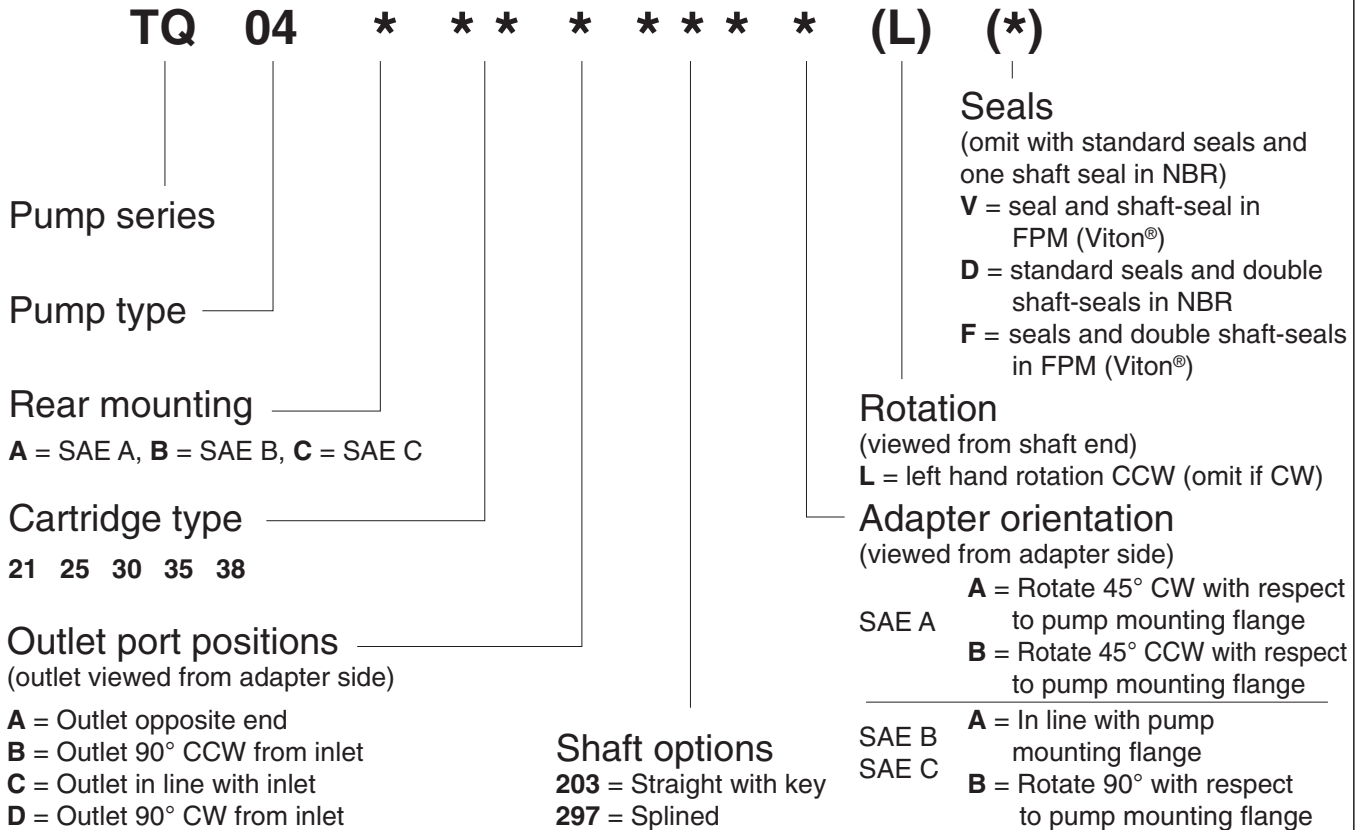 TQ 04 * * * * * * * * (L) (*)
Pump series
Pump type
Rear mounting
A = SAE A, B = SAE B, C = SAE C
Cartridge type
21 25 30 35 38
Outlet port positions
(outlet viewed from adapter side)
A = Outlet opposite end
B = Outlet 90° CCW from inlet
C = Outlet in line with inlet
D = Outlet 90° CW from inlet
Shaft options
203 = Straight with key
297 = Splined
Seals
(omit with standard seals and
one shaft seal in NBR)
V = seal and shaft-seal in
FPM (Viton®)
D = standard seals and double
shaft-seals in NBR
F = seals and double shaft-seals
in FPM (Viton®)
Rotation
(viewed from shaft end)
L = left hand rotation CCW (omit if CW)
Adapter orientation
(viewed from adapter side)
SAE A
A = Rotate 45° CW with respect
to pump mounting flange
B = Rotate 45° CCW with respect
to pump mounting flange
SAE B
SAE C
A = In line with pump
mounting flange
B = Rotate 90° with respect
to pump mounting flange